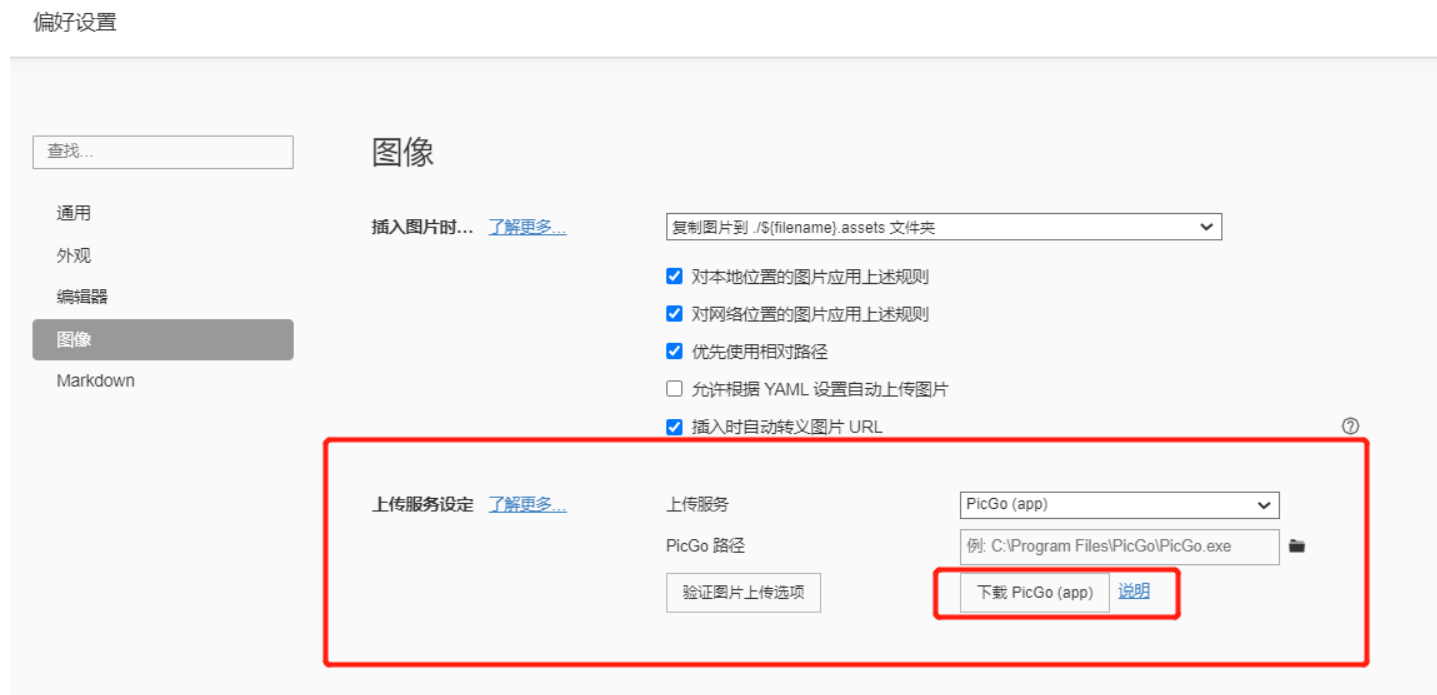 偏好设置
查找...
通用
外观
编辑器
图像
Markdown
图像
插入图片时... 了解更多... 复制图片到 ./${filename}.assets 文件夹
对本地位置的图片应用上述规则
对网络位置的图片应用上述规则
优先使用相对路径
允许根据 YAML 设置自动上传图片
插入时自动转义图片 URL
上传服务设定 了解更多... 上传服务 PicGo (app)
PicGo 路径 例: C:\Program Files\PicGo\PicGo.exe
验证图片上传选项 下载 PicGo (app) 说明